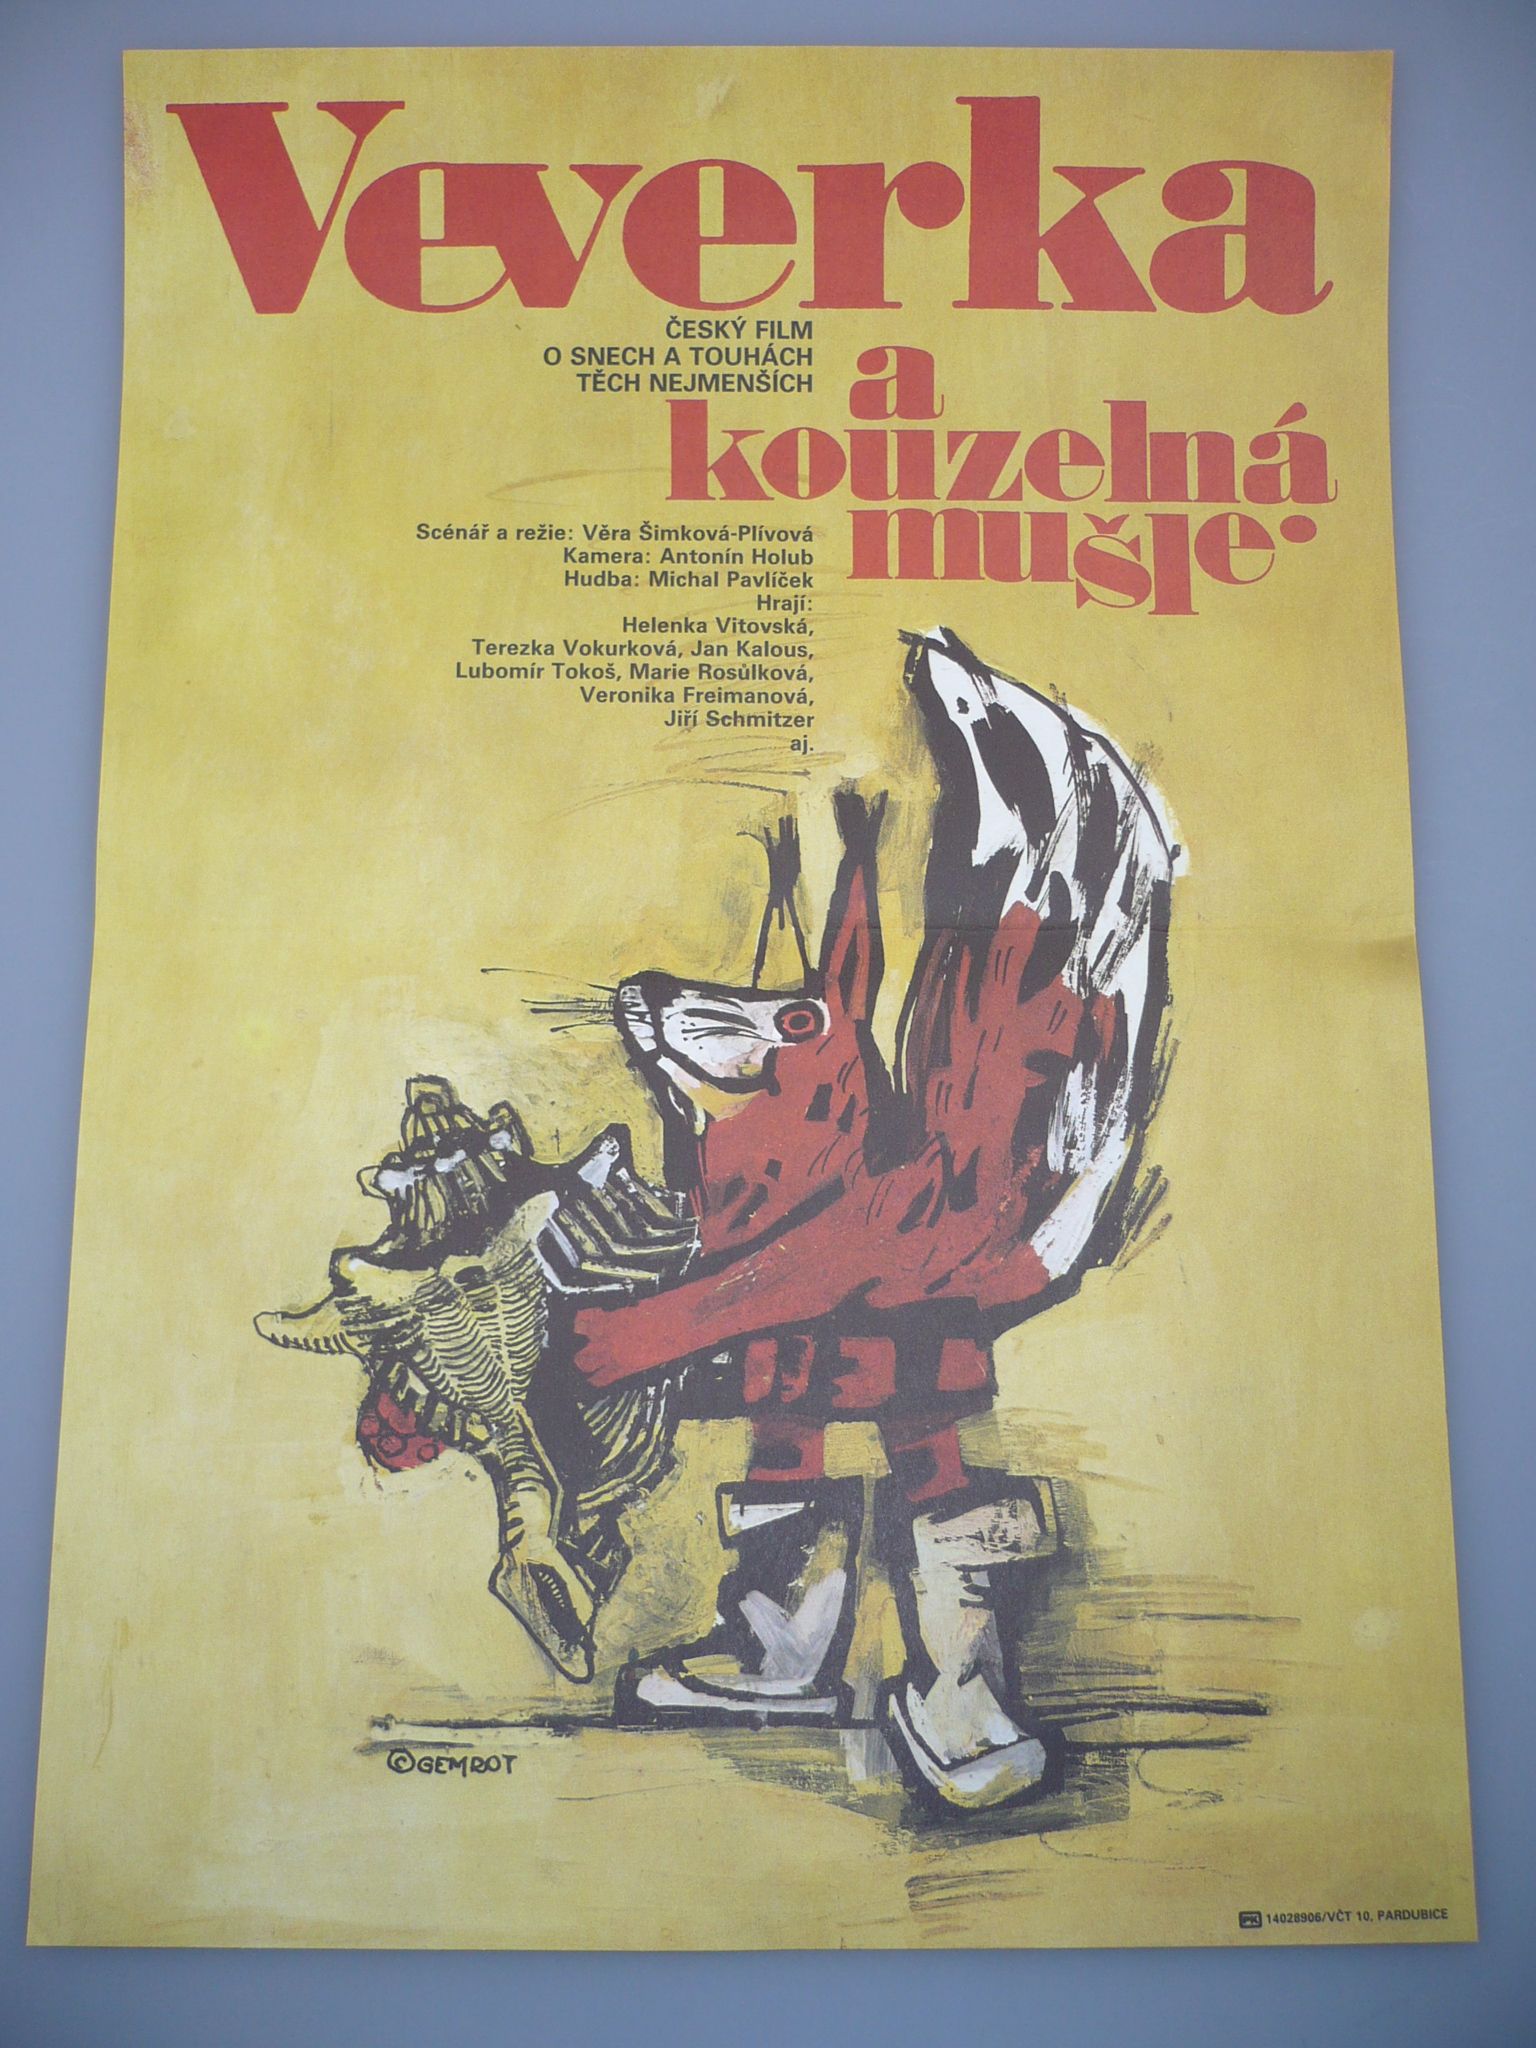 Veverka
ČESKÝ FILM
O SNECH A TOUHÁCH
TĚCH NEJMENŠÍCH
a
kouzelná
mušle
Scénář a režie: Věra Šimková-Plívová
Kamera: Antonín Holub
Hudba: Michal Pavlíček
Hrají:
Helenka Vitovská,
Terezka Vokurková, Jan Kalous,
Lubomír Tokoš, Marie Rosůlková,
Veronika Freimanová,
Jiří Schmitzer
aj.
©GEMROT
PK 14028906/VČT 10, PARDUBICE